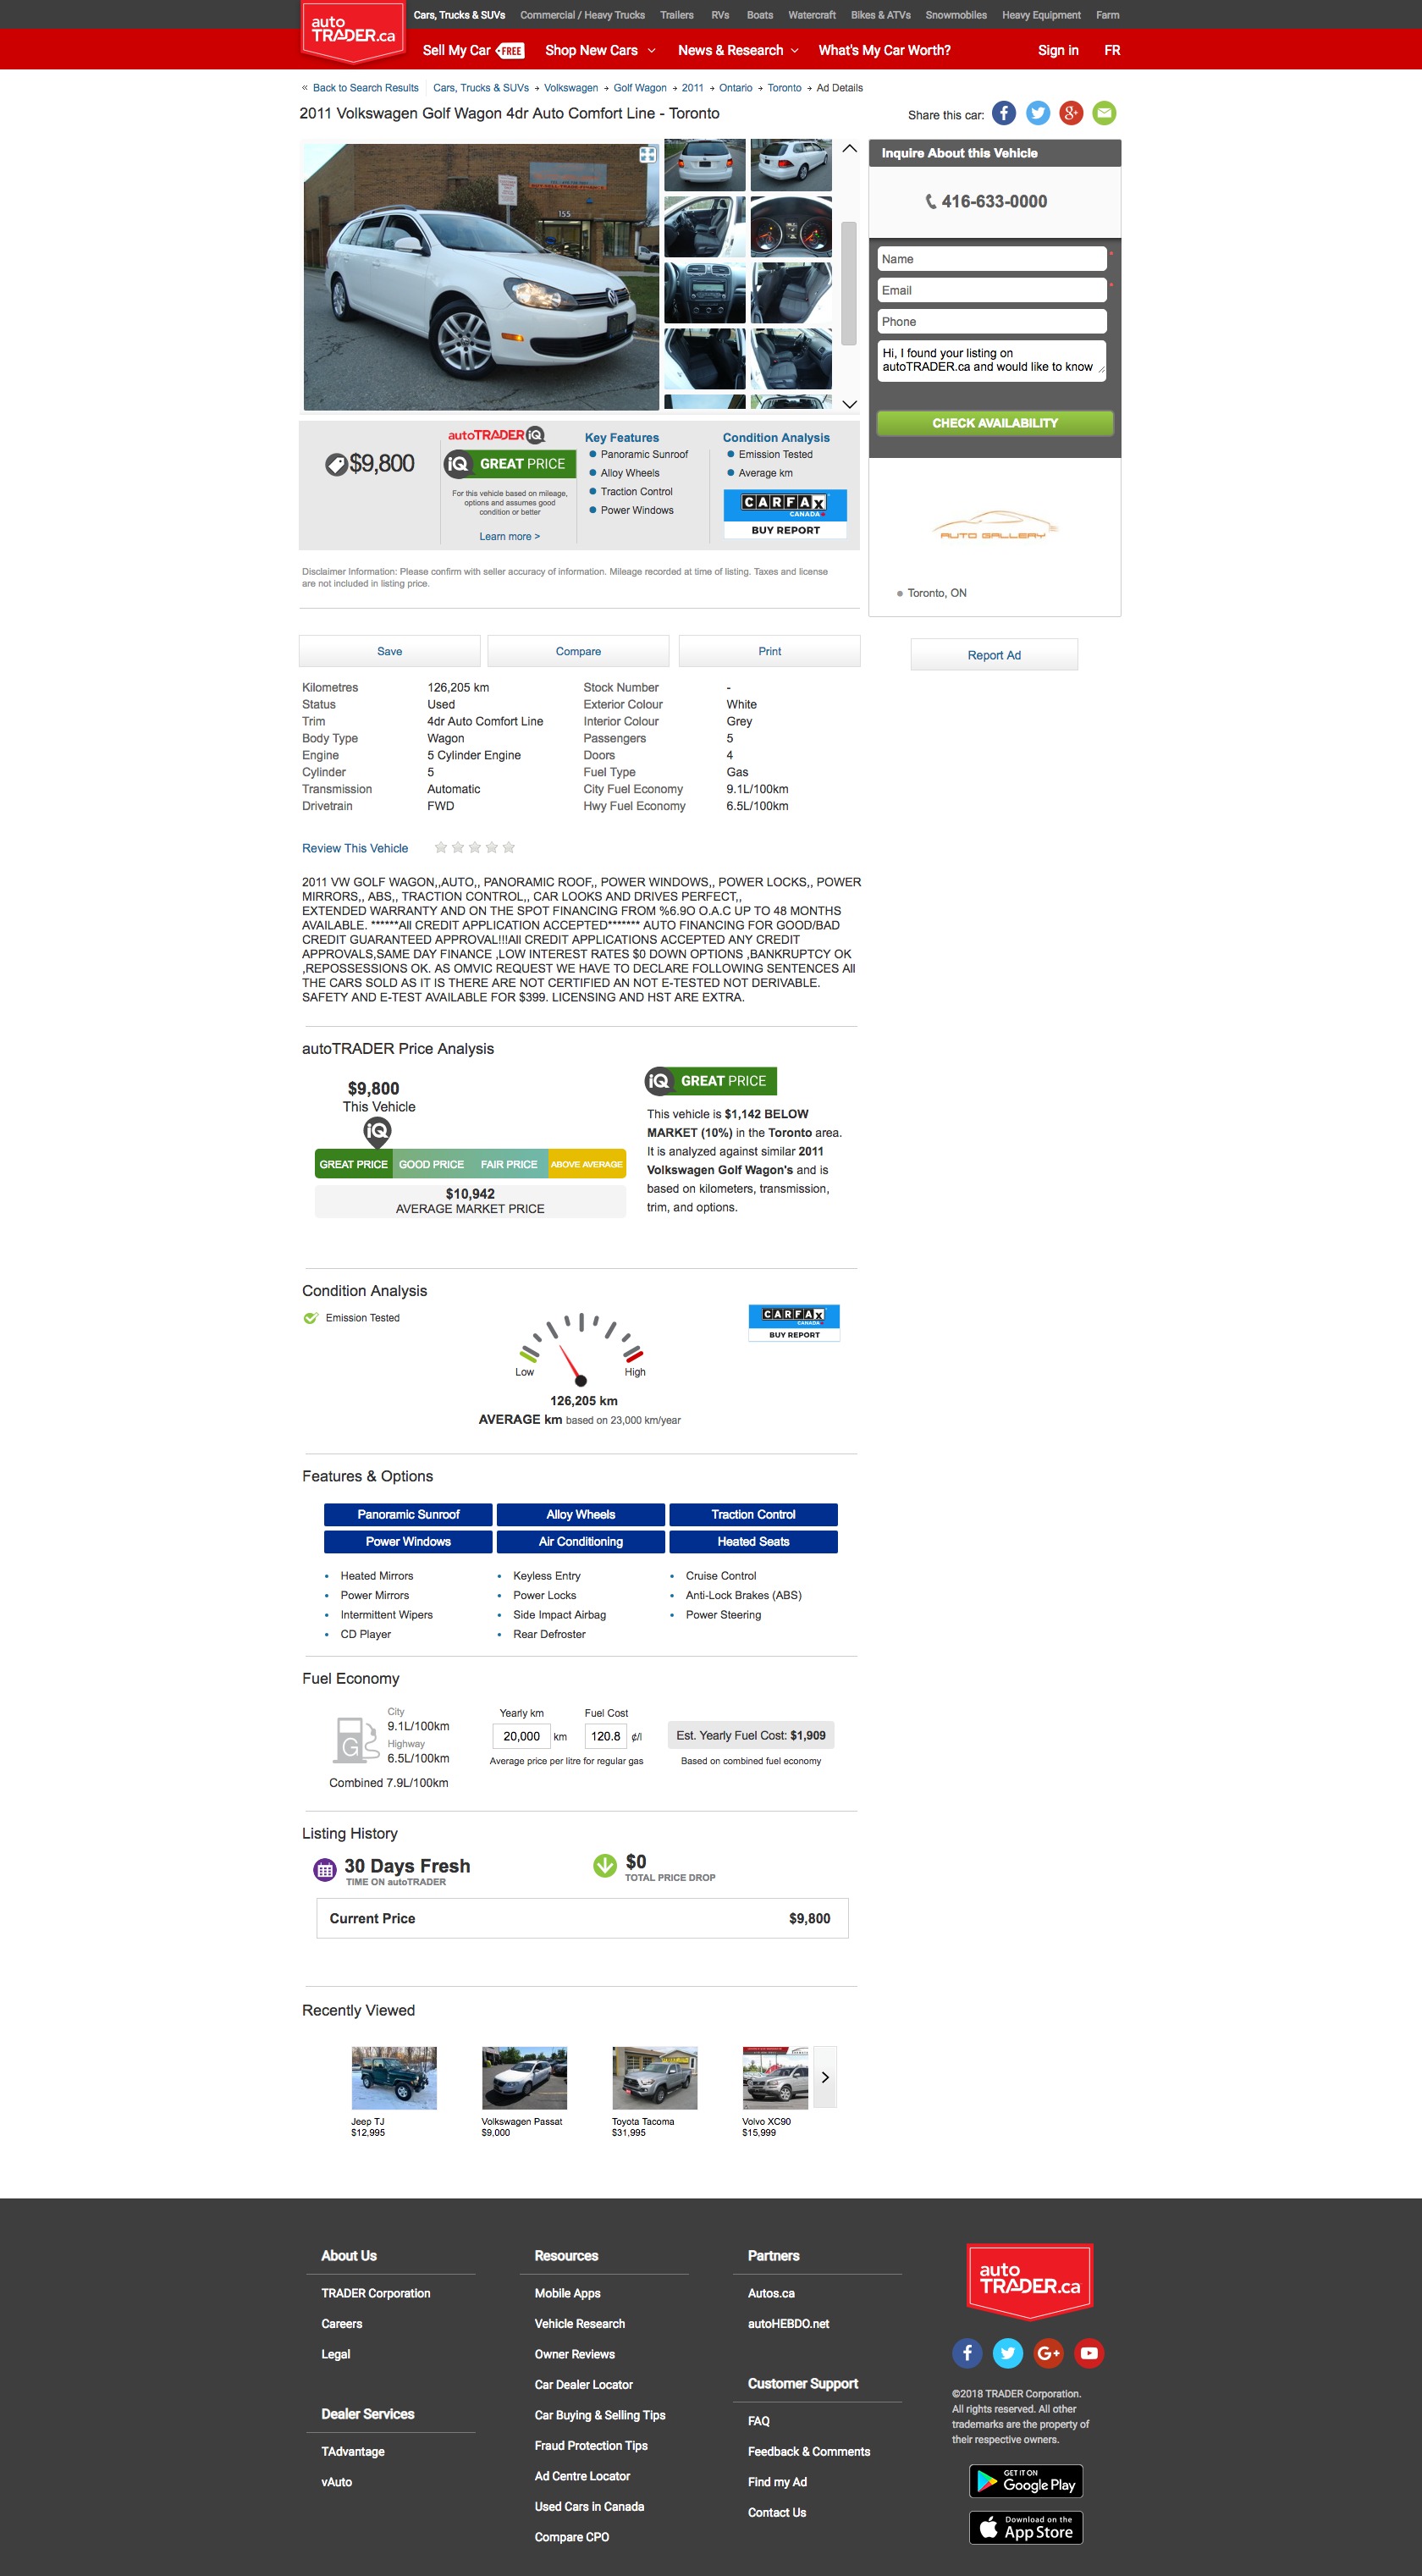 auto
TRADER.ca
Cars, Trucks & SUVs Commercial / Heavy Trucks Trailers RVs Boats Watercraft Bikes & ATVs Snowmobiles Heavy Equipment Farm
Sell My Car FREE Shop New Cars News & Research What's My Car Worth? Sign in FR
« Back to Search Results Cars, Trucks & SUVs → Volkswagen → Golf Wagon → 2011 → Ontario → Toronto → Ad Details
2011 Volkswagen Golf Wagon 4dr Auto Comfort Line - Toronto
Share this car:
155
Inquire About this Vehicle
416-633-0000
Name *
Email *
Phone
Hi, I found your listing on
autoTRADER.ca and would like to know
CHECK AVAILABILITY
AUTO GALLERY
Toronto, ON
Report Ad
$9,800
autoTRADER iQ
iQ GREAT PRICE
For this vehicle based on mileage,
options and assumes good
condition or better
Learn more >
Key Features
Panoramic Sunroof
Alloy Wheels
Traction Control
Power Windows
Condition Analysis
Emission Tested
Average km
CARFAX
CANADA
BUY REPORT
Disclaimer Information: Please confirm with seller accuracy of information. Mileage recorded at time of listing. Taxes and license
are not included in listing price.
Save Compare Print
Kilometres 126,205 km Stock Number -
Status Used Exterior Colour White
Trim 4dr Auto Comfort Line Interior Colour Grey
Body Type Wagon Passengers 5
Engine 5 Cylinder Engine Doors 4
Cylinder 5 Fuel Type Gas
Transmission Automatic City Fuel Economy 9.1L/100km
Drivetrain FWD Hwy Fuel Economy 6.5L/100km
Review This Vehicle
2011 VW GOLF WAGON,,AUTO,, PANORAMIC ROOF,, POWER WINDOWS,, POWER LOCKS,, POWER
MIRRORS,, ABS,, TRACTION CONTROL,, CAR LOOKS AND DRIVES PERFECT,,
EXTENDED WARRANTY AND ON THE SPOT FINANCING FROM %6.9O O.A.C UP TO 48 MONTHS
AVAILABLE. ******All CREDIT APPLICATION ACCEPTED******* AUTO FINANCING FOR GOOD/BAD
CREDIT GUARANTEED APPROVAL!!!All CREDIT APPLICATIONS ACCEPTED ANY CREDIT
APPROVALS,SAME DAY FINANCE ,LOW INTEREST RATES $0 DOWN OPTIONS ,BANKRUPTCY OK
,REPOSSESSIONS OK. AS OMVIC REQUEST WE HAVE TO DECLARE FOLLOWING SENTENCES All
THE CARS SOLD AS IT IS THERE ARE NOT CERTIFIED AN NOT E-TESTED NOT DERIVABLE.
SAFETY AND E-TEST AVAILABLE FOR $399. LICENSING AND HST ARE EXTRA.
autoTRADER Price Analysis
$9,800
This Vehicle
iQ
GREAT PRICE GOOD PRICE FAIR PRICE ABOVE AVERAGE
$10,942
AVERAGE MARKET PRICE
iQ GREAT PRICE
This vehicle is $1,142 BELOW
MARKET (10%) in the Toronto area.
It is analyzed against similar 2011
Volkswagen Golf Wagon's and is
based on kilometers, transmission,
trim, and options.
Condition Analysis
Emission Tested
Low High
126,205 km
AVERAGE km based on 23,000 km/year
CARFAX
CANADA
BUY REPORT
Features & Options
Panoramic Sunroof Alloy Wheels Traction Control
Power Windows Air Conditioning Heated Seats
Heated Mirrors Keyless Entry Cruise Control
Power Mirrors Power Locks Anti-Lock Brakes (ABS)
Intermittent Wipers Side Impact Airbag Power Steering
CD Player Rear Defroster
Fuel Economy
G
City
9.1L/100km
Highway
6.5L/100km
Combined 7.9L/100km
Yearly km Fuel Cost
20,000 km 120.8 ¢/l
Average price per litre for regular gas
Est. Yearly Fuel Cost: $1,909
Based on combined fuel economy
Listing History
30 Days Fresh
TIME ON autoTRADER
$0
TOTAL PRICE DROP
Current Price $9,800
Recently Viewed
Jeep TJ Volkswagen Passat Toyota Tacoma Volvo XC90
$12,995 $9,000 $31,995 $15,999
About Us
TRADER Corporation
Careers
Legal
Dealer Services
TAdvantage
vAuto
Resources
Mobile Apps
Vehicle Research
Owner Reviews
Car Dealer Locator
Car Buying & Selling Tips
Fraud Protection Tips
Ad Centre Locator
Used Cars in Canada
Compare CPO
Partners
Autos.ca
autoHEBDO.net
Customer Support
FAQ
Feedback & Comments
Find my Ad
Contact Us
auto
TRADER.ca
©2018 TRADER Corporation.
All rights reserved. All other
trademarks are the property of
their respective owners.
GET IT ON
Google Play
Download on the
App Store